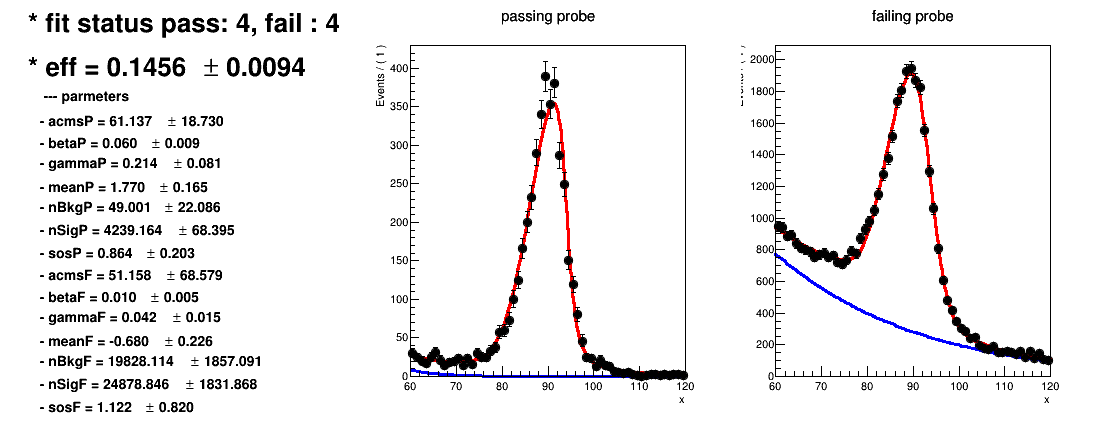 * fit status pass: 4, fail : 4
* eff = 0.1456 ± 0.0094
--- parmeters
- acmsP = 61.137 ± 18.730
- betaP = 0.060 ± 0.009
- gammaP = 0.214 ± 0.081
- meanP = 1.770 ± 0.165
- nBkgP = 49.001 ± 22.086
- nSigP = 4239.164 ± 68.395
- sosP = 0.864 ± 0.203
- acmsF = 51.158 ± 68.579
- betaF = 0.010 ± 0.005
- gammaF = 0.042 ± 0.015
- meanF = -0.680 ± 0.226
- nBkgF = 19828.114 ± 1857.091
- nSigF = 24878.846 ± 1831.868
- sosF = 1.122 ± 0.820
passing probe
Events / ( 1 )
400
350
300
250
200
150
100
50
0
60 70 80 90 100 110 120
x
failing probe
2000
1800
1600
1400
1200
1000
800
600
400
200
0
60 70 80 90 100 110 120
x